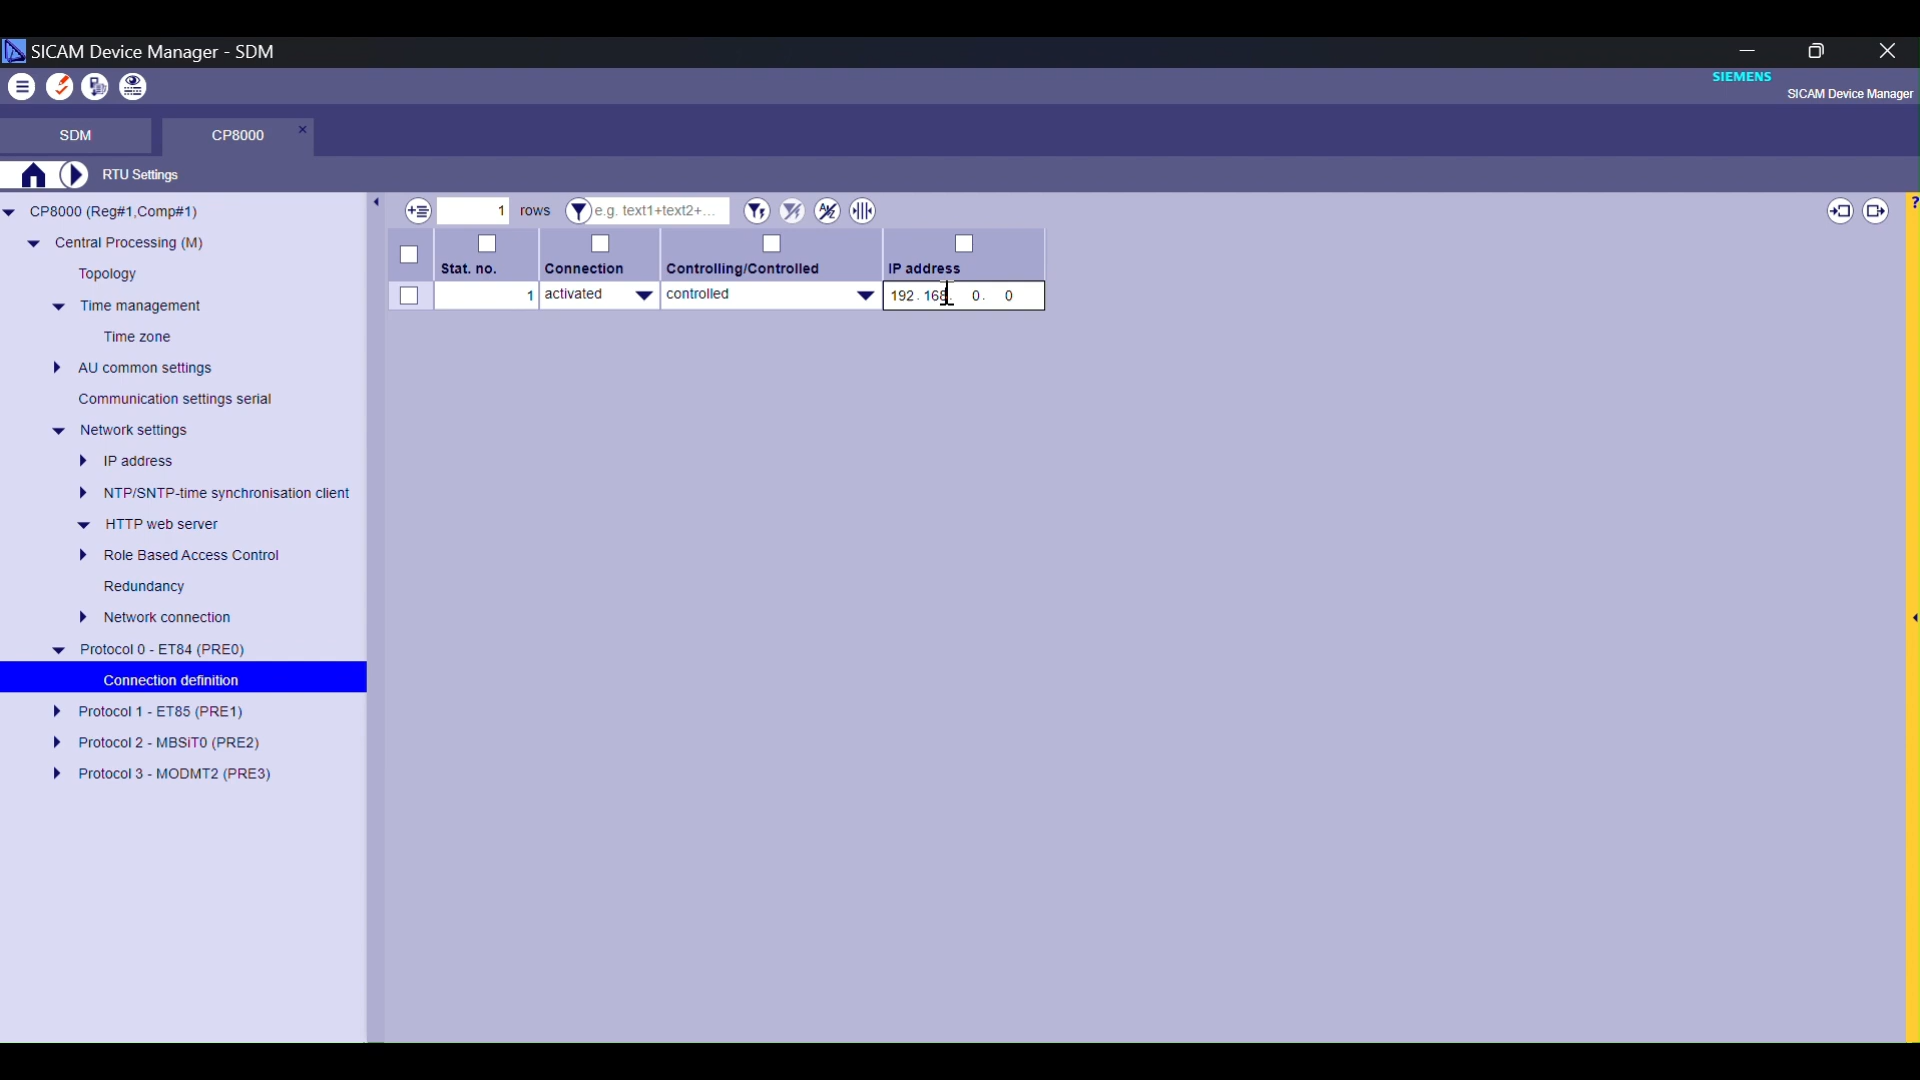 SICAM Device Manager - SDM
SIEMENS
SICAM Device Manager
SDM
CP8000
RTU Settings
CP8000 (Reg#1,Comp#1)
Central Processing (M)
Topology
Time management
Time zone
AU common settings
Communication settings serial
Network settings
IP address
NTP/SNTP-time synchronisation client
HTTP web server
Role Based Access Control
Redundancy
Network connection
Protocol 0 - ET84 (PRE0)
Connection definition
Protocol 1 - ET85 (PRE1)
Protocol 2 - MBSiT0 (PRE2)
Protocol 3 - MODMT2 (PRE3)
1 rows e.g. text1+text2+...
Stat. no. Connection Controlling/Controlled IP address
1 activated controlled 192. 168. 0. 0
?